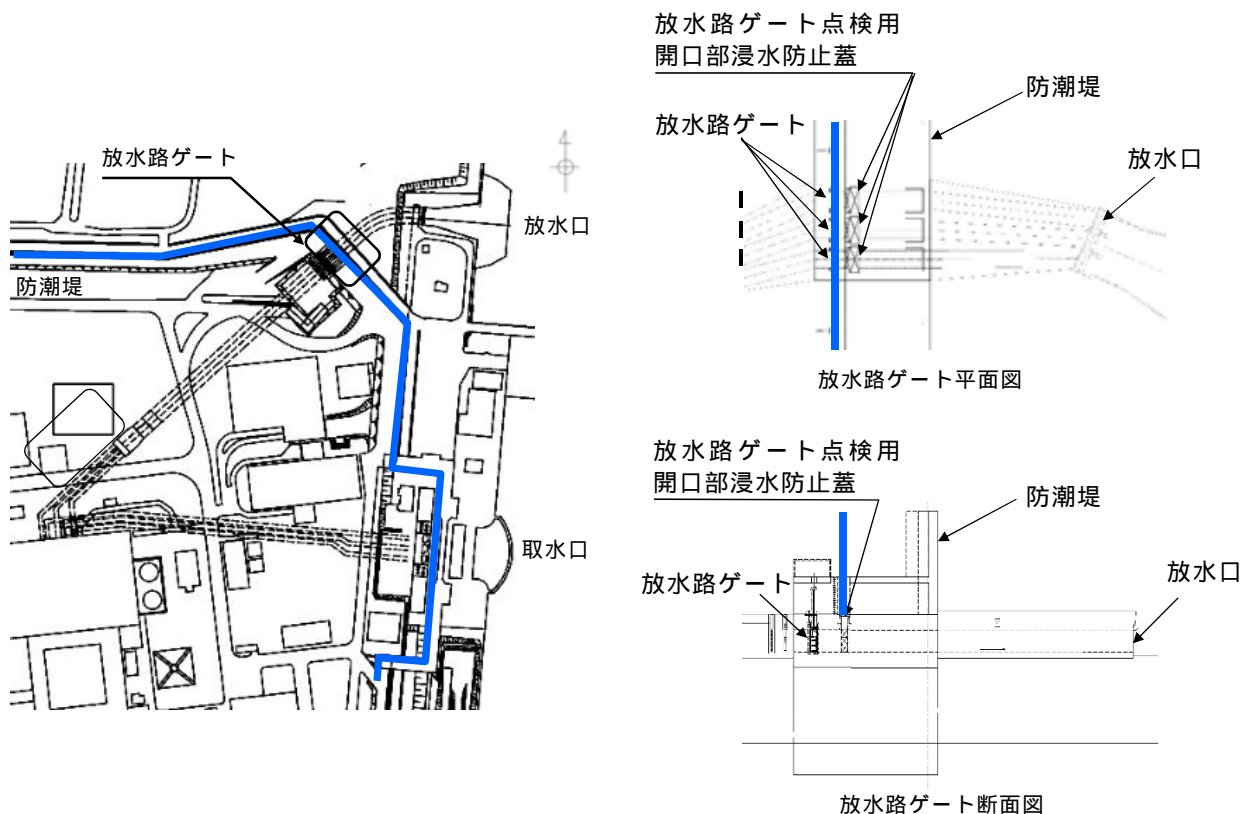 放水路ゲート
放水口
防潮堤
取水口
放水路ゲート点検用
開口部浸水防止蓋
防潮堤
放水路ゲート
放水口
放水路ゲート平面図
放水路ゲート点検用
開口部浸水防止蓋
防潮堤
放水路ゲート
放水口
放水路ゲート断面図